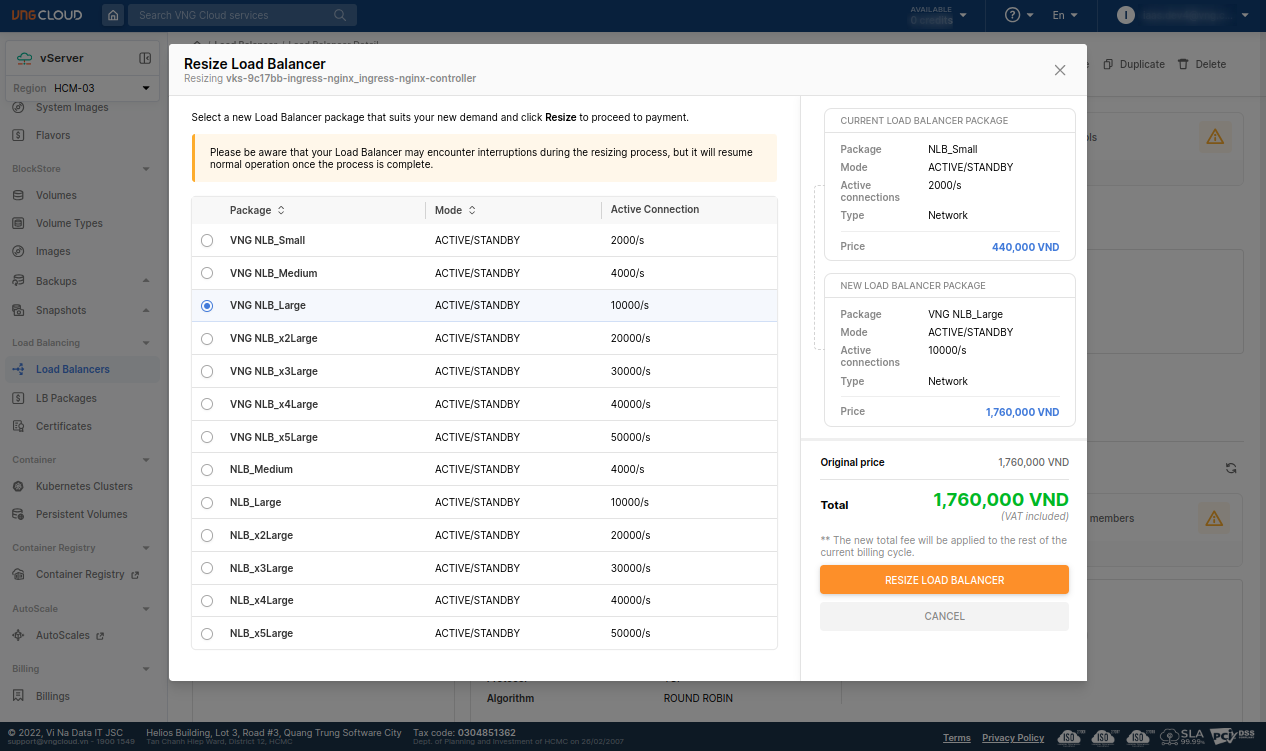 VNG CLOUD
Search VNG Cloud services
AVAILABLE
0 credits
En
I
vServer
Region HCM-03
System Images
Flavors
BlockStore
Volumes
Volume Types
Images
Backups
Snapshots
Load Balancing
Load Balancers
LB Packages
Certificates
Container
Kubernetes Clusters
Persistent Volumes
Container Registry
Container Registry
AutoScale
AutoScales
Billing
Billings
Duplicate
Delete
members
Resize Load Balancer
Resizing vks-9c17bb-ingress-nginx_ingress-nginx-controller
Select a new Load Balancer package that suits your new demand and click Resize to proceed to payment.
Please be aware that your Load Balancer may encounter interruptions during the resizing process, but it will resume
normal operation once the process is complete.
Package Mode Active Connection
VNG NLB_Small ACTIVE/STANDBY 2000/s
VNG NLB_Medium ACTIVE/STANDBY 4000/s
VNG NLB_Large ACTIVE/STANDBY 10000/s
VNG NLB_x2Large ACTIVE/STANDBY 20000/s
VNG NLB_x3Large ACTIVE/STANDBY 30000/s
VNG NLB_x4Large ACTIVE/STANDBY 40000/s
VNG NLB_x5Large ACTIVE/STANDBY 50000/s
NLB_Medium ACTIVE/STANDBY 4000/s
NLB_Large ACTIVE/STANDBY 10000/s
NLB_x2Large ACTIVE/STANDBY 20000/s
NLB_x3Large ACTIVE/STANDBY 30000/s
NLB_x4Large ACTIVE/STANDBY 40000/s
NLB_x5Large ACTIVE/STANDBY 50000/s
CURRENT LOAD BALANCER PACKAGE
Package NLB_Small
Mode ACTIVE/STANDBY
Active 2000/s
connections
Type Network
Price 440,000 VND
NEW LOAD BALANCER PACKAGE
Package VNG NLB_Large
Mode ACTIVE/STANDBY
Active 10000/s
connections
Type Network
Price 1,760,000 VND
Original price 1,760,000 VND
Total 1,760,000 VND
(VAT included)
** The new total fee will be applied to the rest of the
current billing cycle.
RESIZE LOAD BALANCER
CANCEL
Algorithm ROUND ROBIN
© 2022, Vi Na Data IT JSC Helios Building, Lot 3, Road #3, Quang Trung Software City Tax code: 0304851362
support@vngcloud.vn - 1900 1549 Tan Chanh Hiep Ward, District 12, HCMC Dept. of Planning and Investment of HCMC on 26/02/2007
Terms Privacy Policy ISO ISO ISO SLA 99.99% PCI DSS